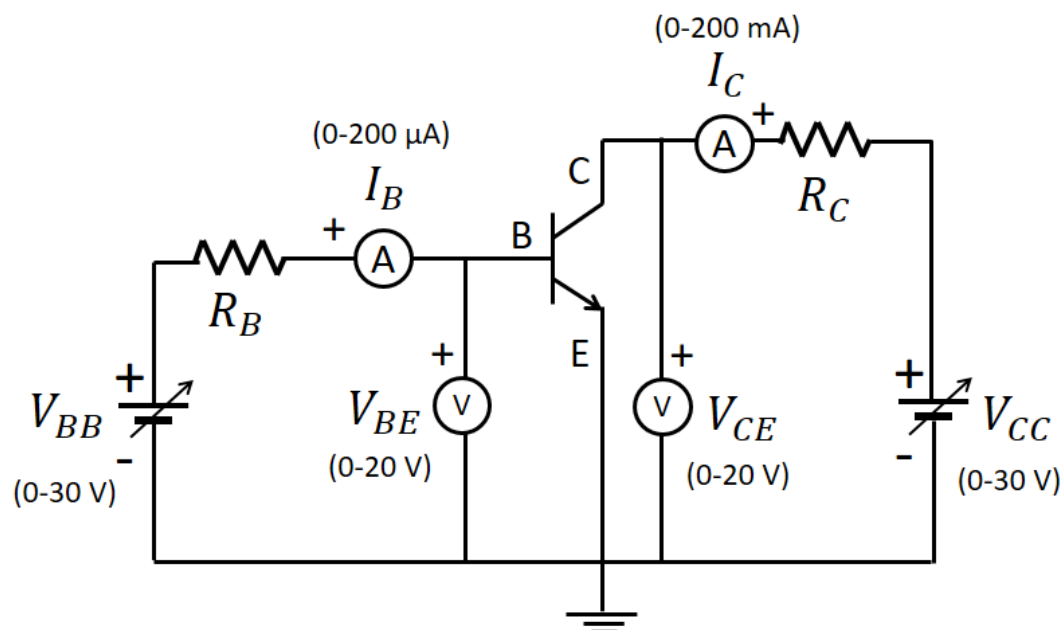 (0-200 mA)
I_C
+
A
R_C
(0-200 μA)
I_B
+
A
C
B
E
R_B
+
V_BB
-
(0-30 V)
+
V
V_BE
(0-20 V)
+
V
V_CE
(0-20 V)
+
V_CC
-
(0-30 V)